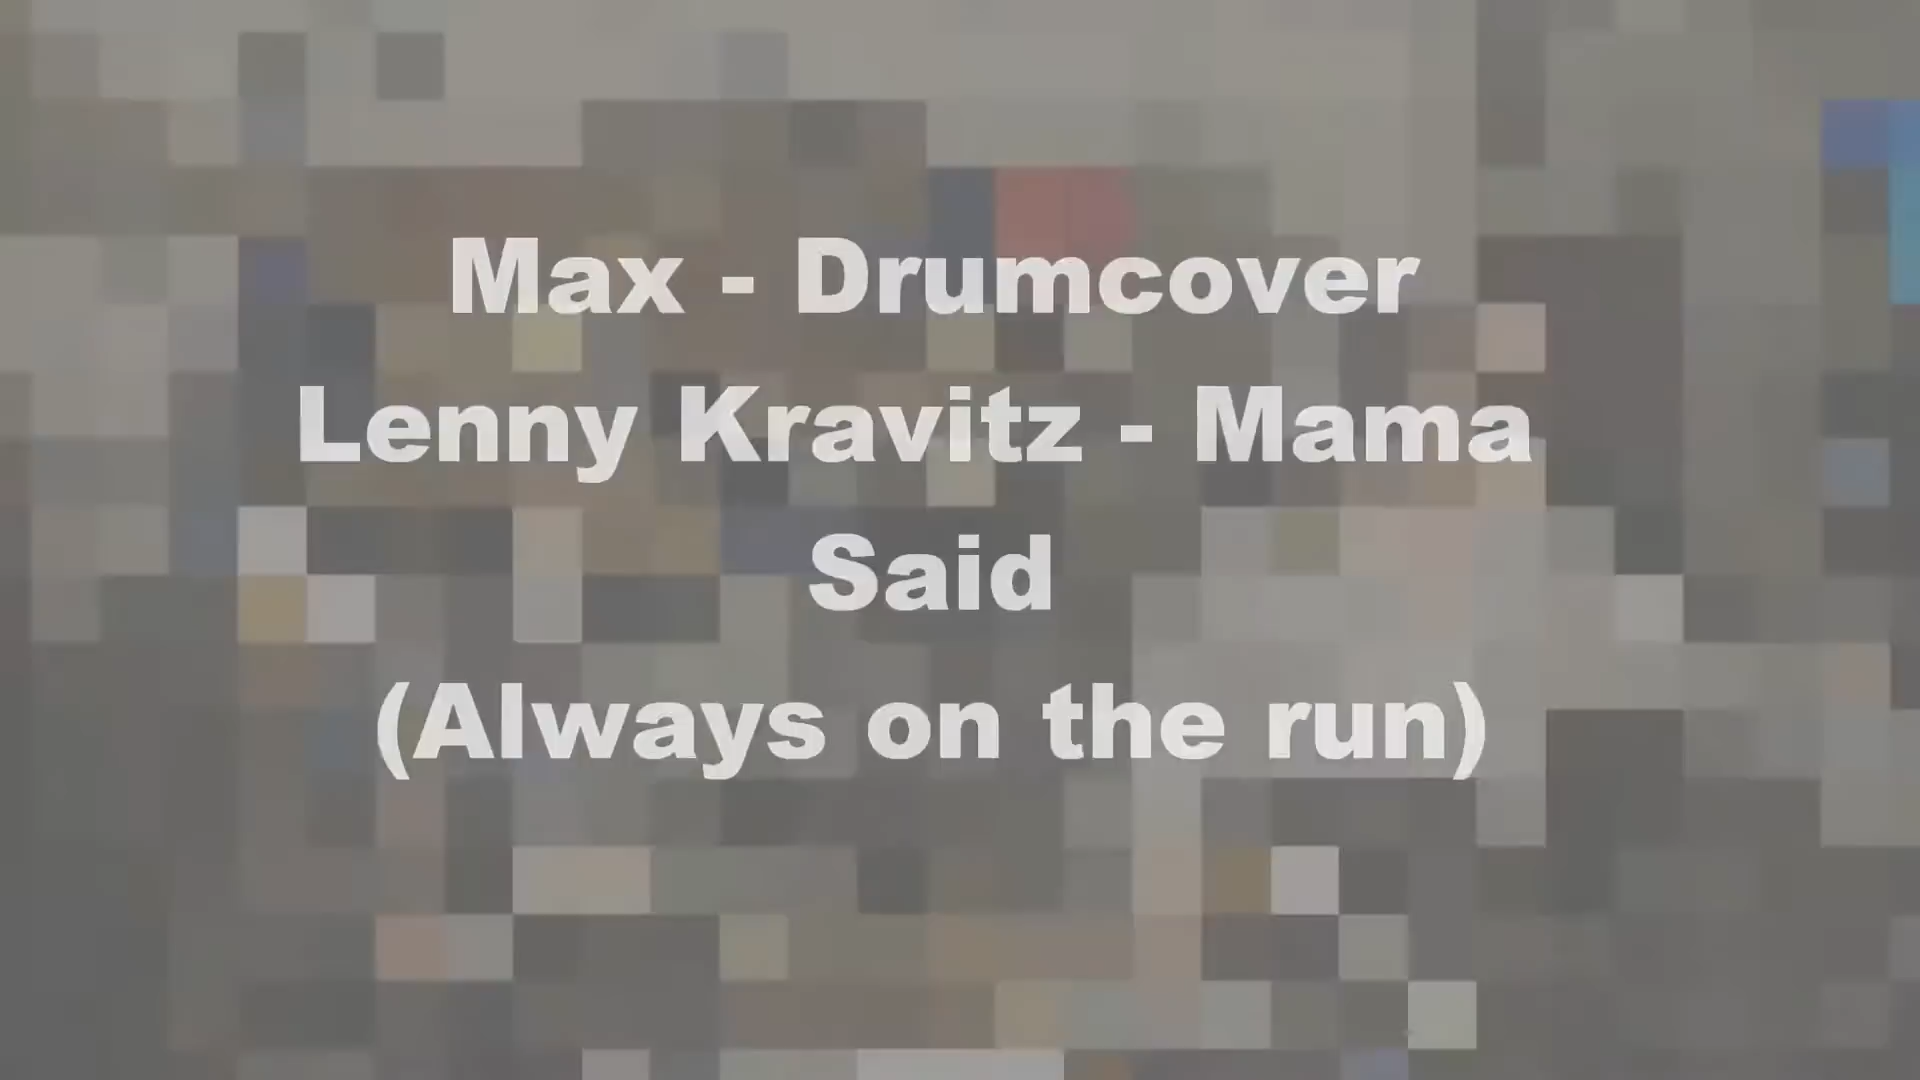 Max - Drumcover
Lenny Kravitz - Mama
Said
(Always on the run)